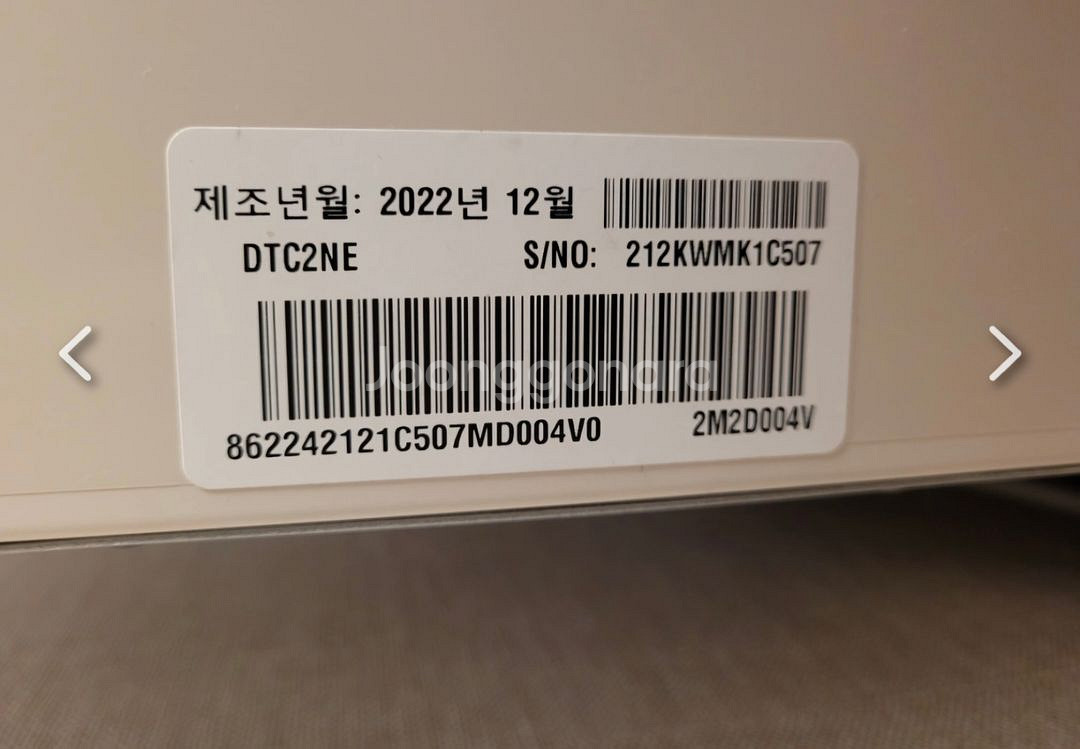 제조년월: 2022년 12월
DTC2NE S/NO: 212KWMK1C507
Joonggonara
862242121C507MD004V0 2M2D004V